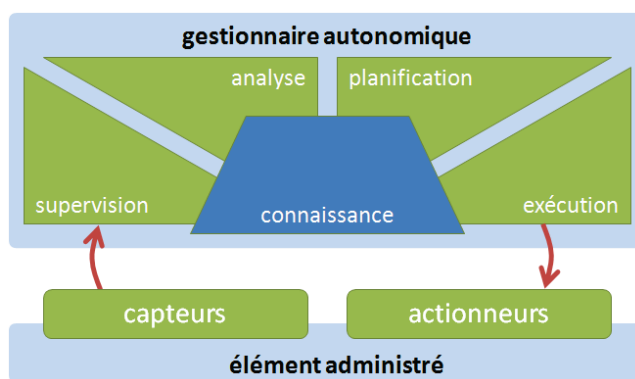 gestionnaire autonomique
analyse
planification
supervision
connaissance
exécution
capteurs
actionneurs
élément administré